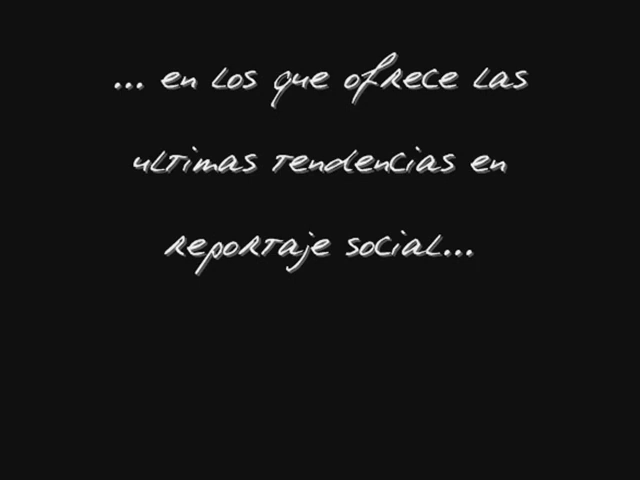 ... en los que ofrece las
ultimas tendencias en
reportaje social...